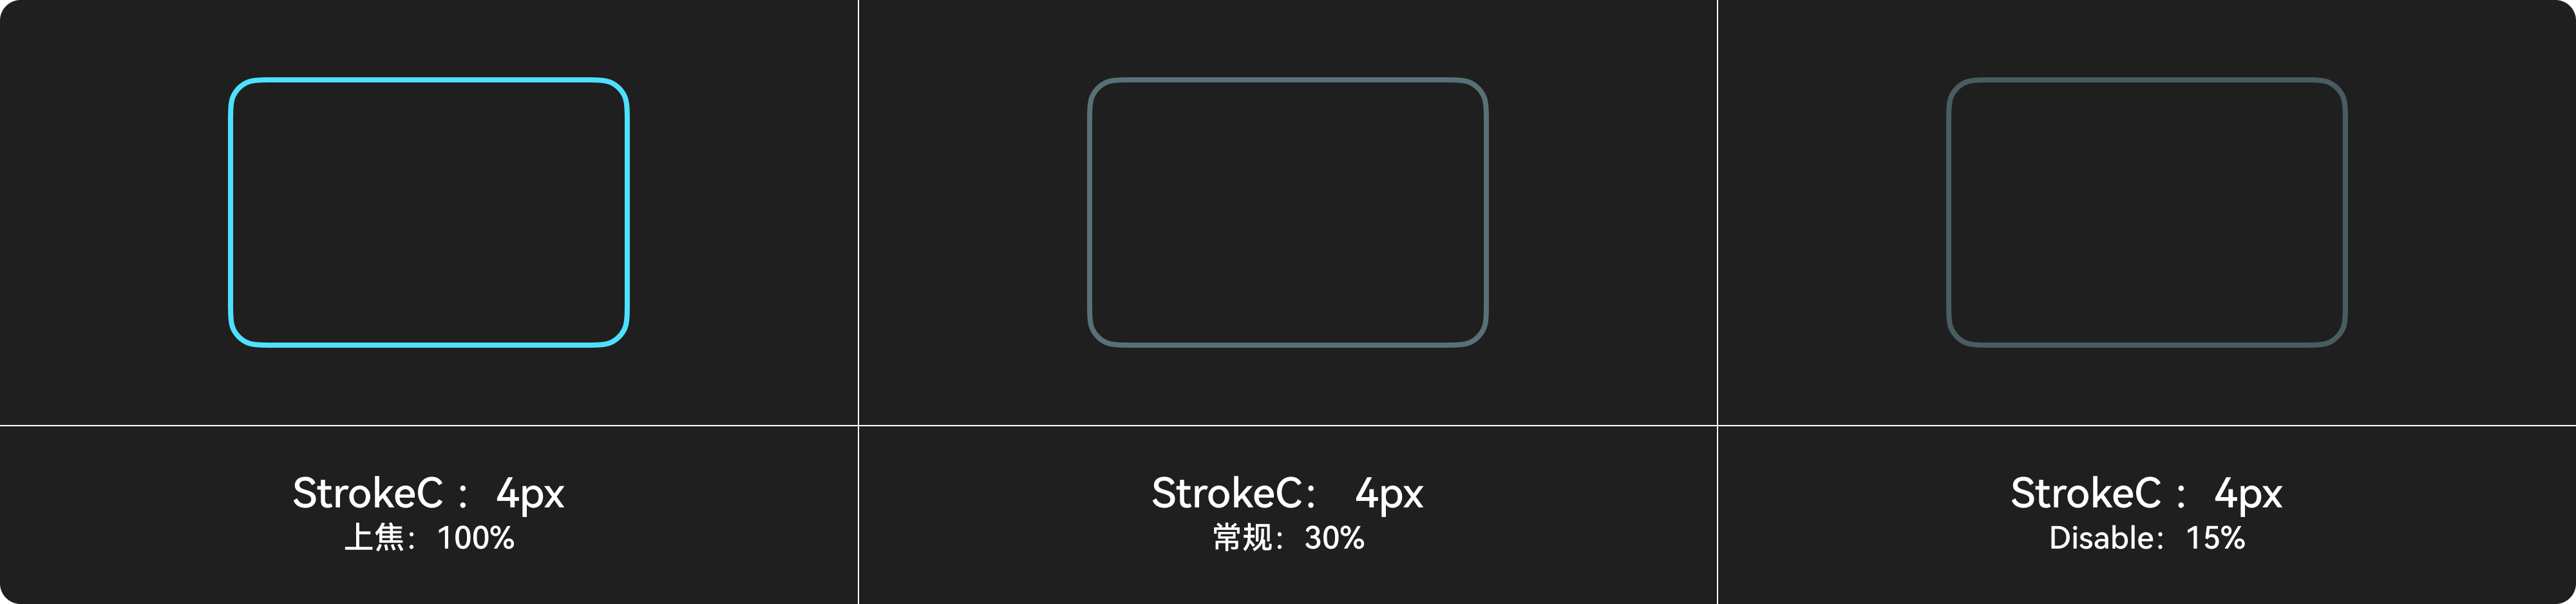 StrokeC： 4px
上焦： 100%
StrokeC： 4px
常规： 30%
StrokeC： 4px
Disable： 15%